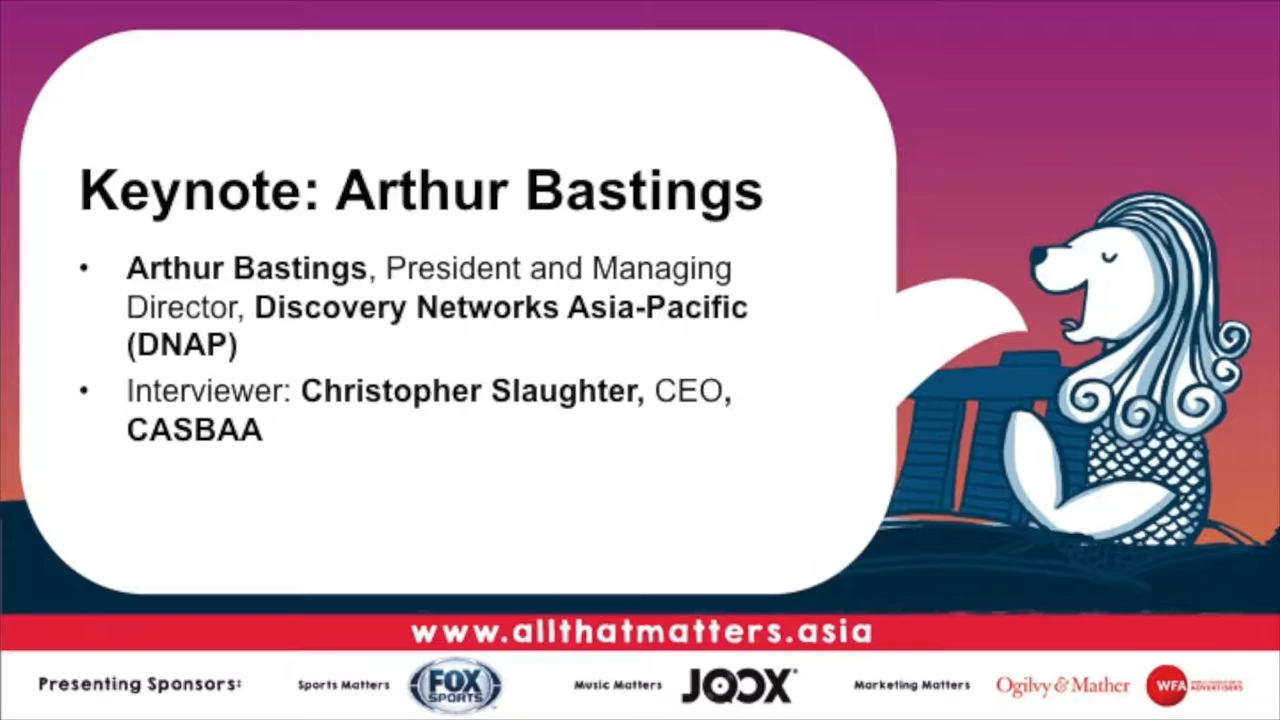 Keynote: Arthur Bastings
• Arthur Bastings, President and Managing
Director, Discovery Networks Asia-Pacific
(DNAP)
• Interviewer: Christopher Slaughter, CEO,
CASBAA
www.allthatmatters.asia
Presenting Sponsors: Sports Matters FOX SPORTS Music Matters JOOX Marketing Matters Ogilvy & Mather WFA